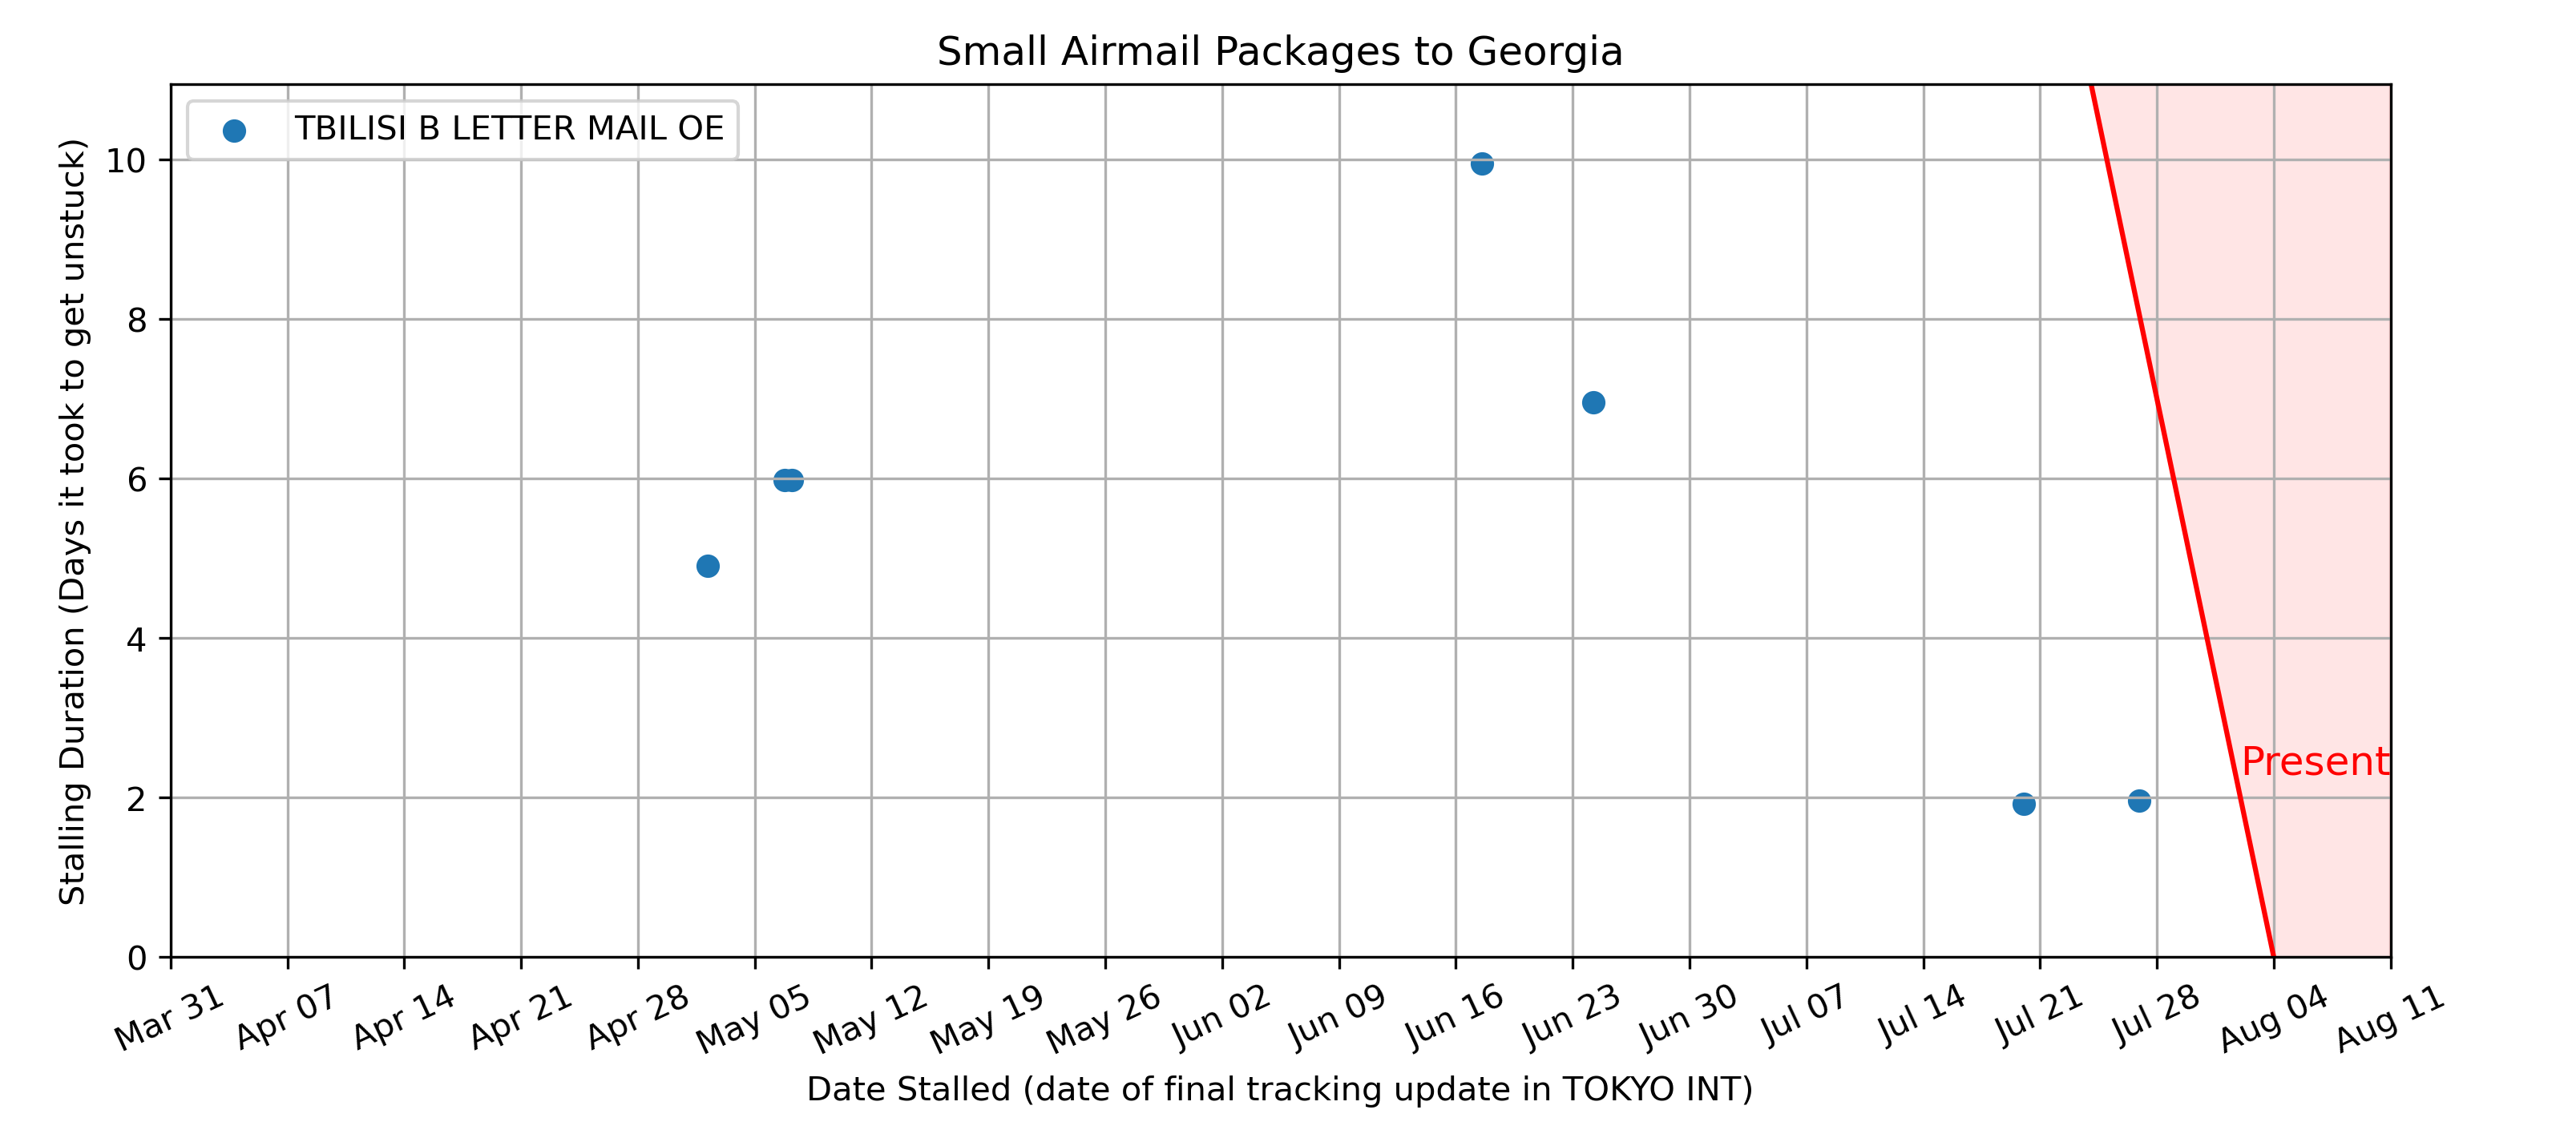 Small Airmail Packages to Georgia
TBILISI B LETTER MAIL OE
Stalling Duration (Days it took to get unstuck)
10
8
6
4
2
0
Present
Mar 31
Apr 07
Apr 14
Apr 21
Apr 28
May 05
May 12
May 19
May 26
Jun 02
Jun 09
Jun 16
Jun 23
Jun 30
Jul 07
Jul 14
Jul 21
Jul 28
Aug 04
Aug 11
Date Stalled (date of final tracking update in TOKYO INT)